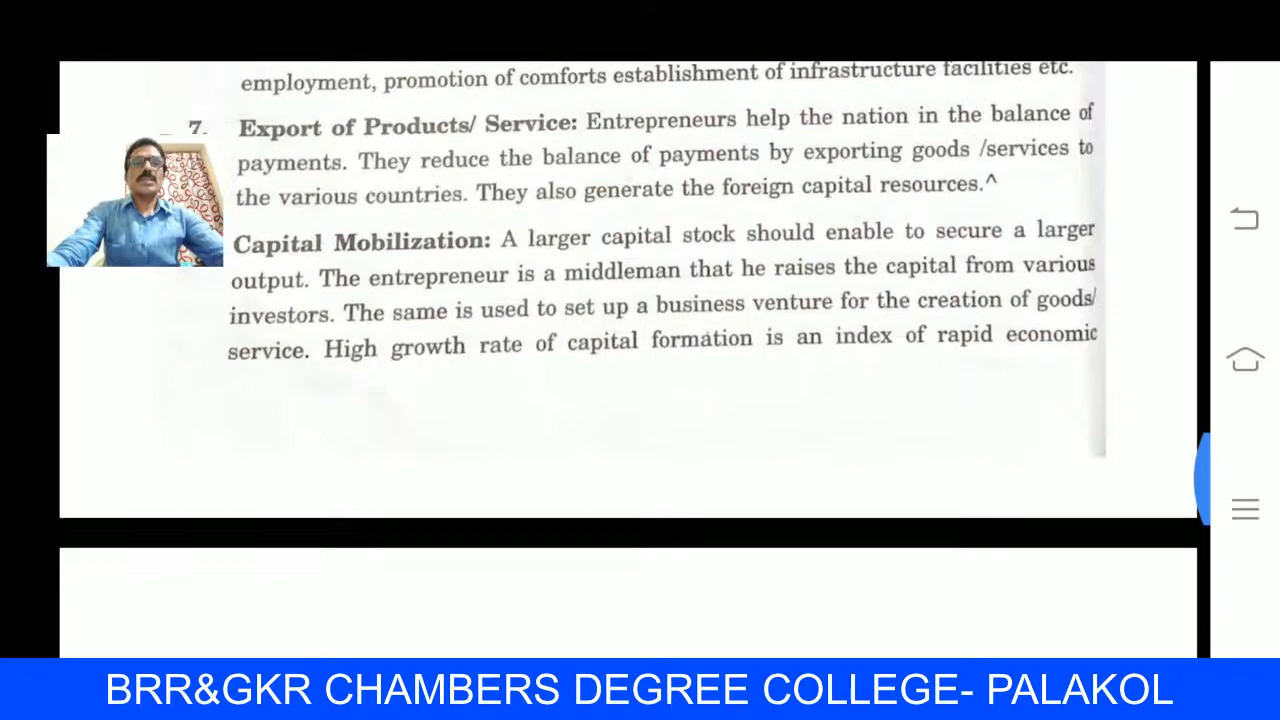 employment, promotion of comforts establishment of infrastructure facilities etc.
7. Export of Products/ Service: Entrepreneurs help the nation in the balance of
payments. They reduce the balance of payments by exporting goods /services to
the various countries. They also generate the foreign capital resources.^
Capital Mobilization: A larger capital stock should enable to secure a larger
output. The entrepreneur is a middleman that he raises the capital from various
investors. The same is used to set up a business venture for the creation of goods/
service. High growth rate of capital formation is an index of rapid economic
BRR&GKR CHAMBERS DEGREE COLLEGE- PALAKOL